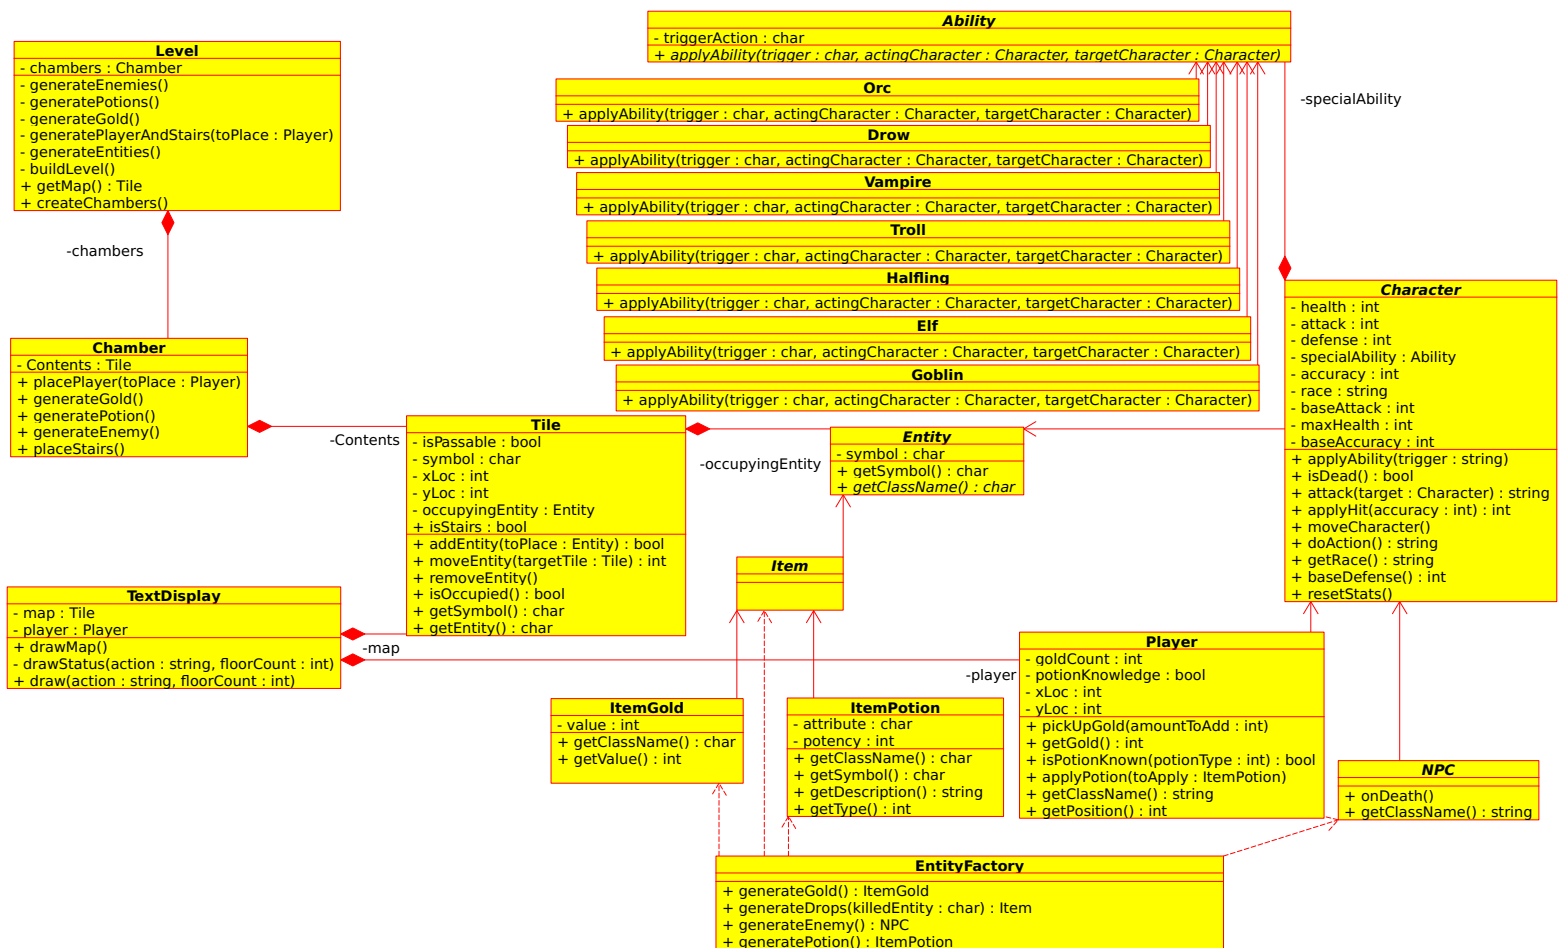 Ability
- triggerAction : char
+ applyAbility(trigger : char, actingCharacter : Character, targetCharacter : Character)
Level
- chambers : Chamber
- generateEnemies()
- generatePotions()
- generateGold()
- generatePlayerAndStairs(toPlace : Player)
- generateEntities()
- buildLevel()
+ getMap() : Tile
+ createChambers()
-chambers
Orc
+ applyAbility(trigger : char, actingCharacter : Character, targetCharacter : Character)
Drow
+ applyAbility(trigger : char, actingCharacter : Character, targetCharacter : Character)
Vampire
+ applyAbility(trigger : char, actingCharacter : Character, targetCharacter : Character)
Troll
+ applyAbility(trigger : char, actingCharacter : Character, targetCharacter : Character)
Halfling
+ applyAbility(trigger : char, actingCharacter : Character, targetCharacter : Character)
Elf
+ applyAbility(trigger : char, actingCharacter : Character, targetCharacter : Character)
Goblin
+ applyAbility(trigger : char, actingCharacter : Character, targetCharacter : Character)
-specialAbility
Character
- health : int
- attack : int
- defense : int
- specialAbility : Ability
- accuracy : int
- race : string
- baseAttack : int
- maxHealth : int
- baseAccuracy : int
+ applyAbility(trigger : string)
+ isDead() : bool
+ attack(target : Character) : string
+ applyHit(accuracy : int) : int
+ moveCharacter()
+ doAction() : string
+ getRace() : string
+ baseDefense() : int
+ resetStats()
Chamber
- Contents : Tile
+ placePlayer(toPlace : Player)
+ generateGold()
+ generatePotion()
+ generateEnemy()
+ placeStairs()
-Contents
Tile
- isPassable : bool
- symbol : char
- xLoc : int
- yLoc : int
- occupyingEntity : Entity
+ isStairs : bool
+ addEntity(toPlace : Entity) : bool
+ moveEntity(targetTile : Tile) : int
+ removeEntity()
+ isOccupied() : bool
+ getSymbol() : char
+ getEntity() : char
-occupyingEntity
Entity
- symbol : char
+ getSymbol() : char
+ getClassName() : char
Item
TextDisplay
- map : Tile
- player : Player
+ drawMap()
- drawStatus(action : string, floorCount : int)
+ draw(action : string, floorCount : int)
-map
-player
Player
- goldCount : int
- potionKnowledge : bool
- xLoc : int
- yLoc : int
+ pickUpGold(amountToAdd : int)
+ getGold() : int
+ isPotionKnown(potionType : int) : bool
+ applyPotion(toApply : ItemPotion)
+ getClassName() : string
+ getPosition() : int
ItemGold
- value : int
+ getClassName() : char
+ getValue() : int
ItemPotion
- attribute : char
- potency : int
+ getClassName() : char
+ getSymbol() : char
+ getDescription() : string
+ getType() : int
NPC
+ onDeath()
+ getClassName() : string
EntityFactory
+ generateGold() : ItemGold
+ generateDrops(killedEntity : char) : Item
+ generateEnemy() : NPC
+ generatePotion() : ItemPotion